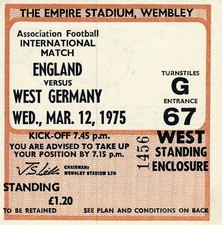 THE EMPIRE STADIUM, WEMBLEY
Association Football
INTERNATIONAL
MATCH
ENGLAND
VERSUS
WEST GERMANY
WED., MAR. 12, 1975
KICK-OFF 7.45 p.m.
YOU ARE ADVISED TO TAKE UP
YOUR POSITION BY 7.15 p.m.
CHAIRMAN:
WEMBLEY STADIUM LTD
STANDING
£1.20
TO BE RETAINED
SEE PLAN AND CONDITIONS ON BACK
TURNSTILES
G
ENTRANCE
67
WEST
STANDING
ENCLOSURE
1456